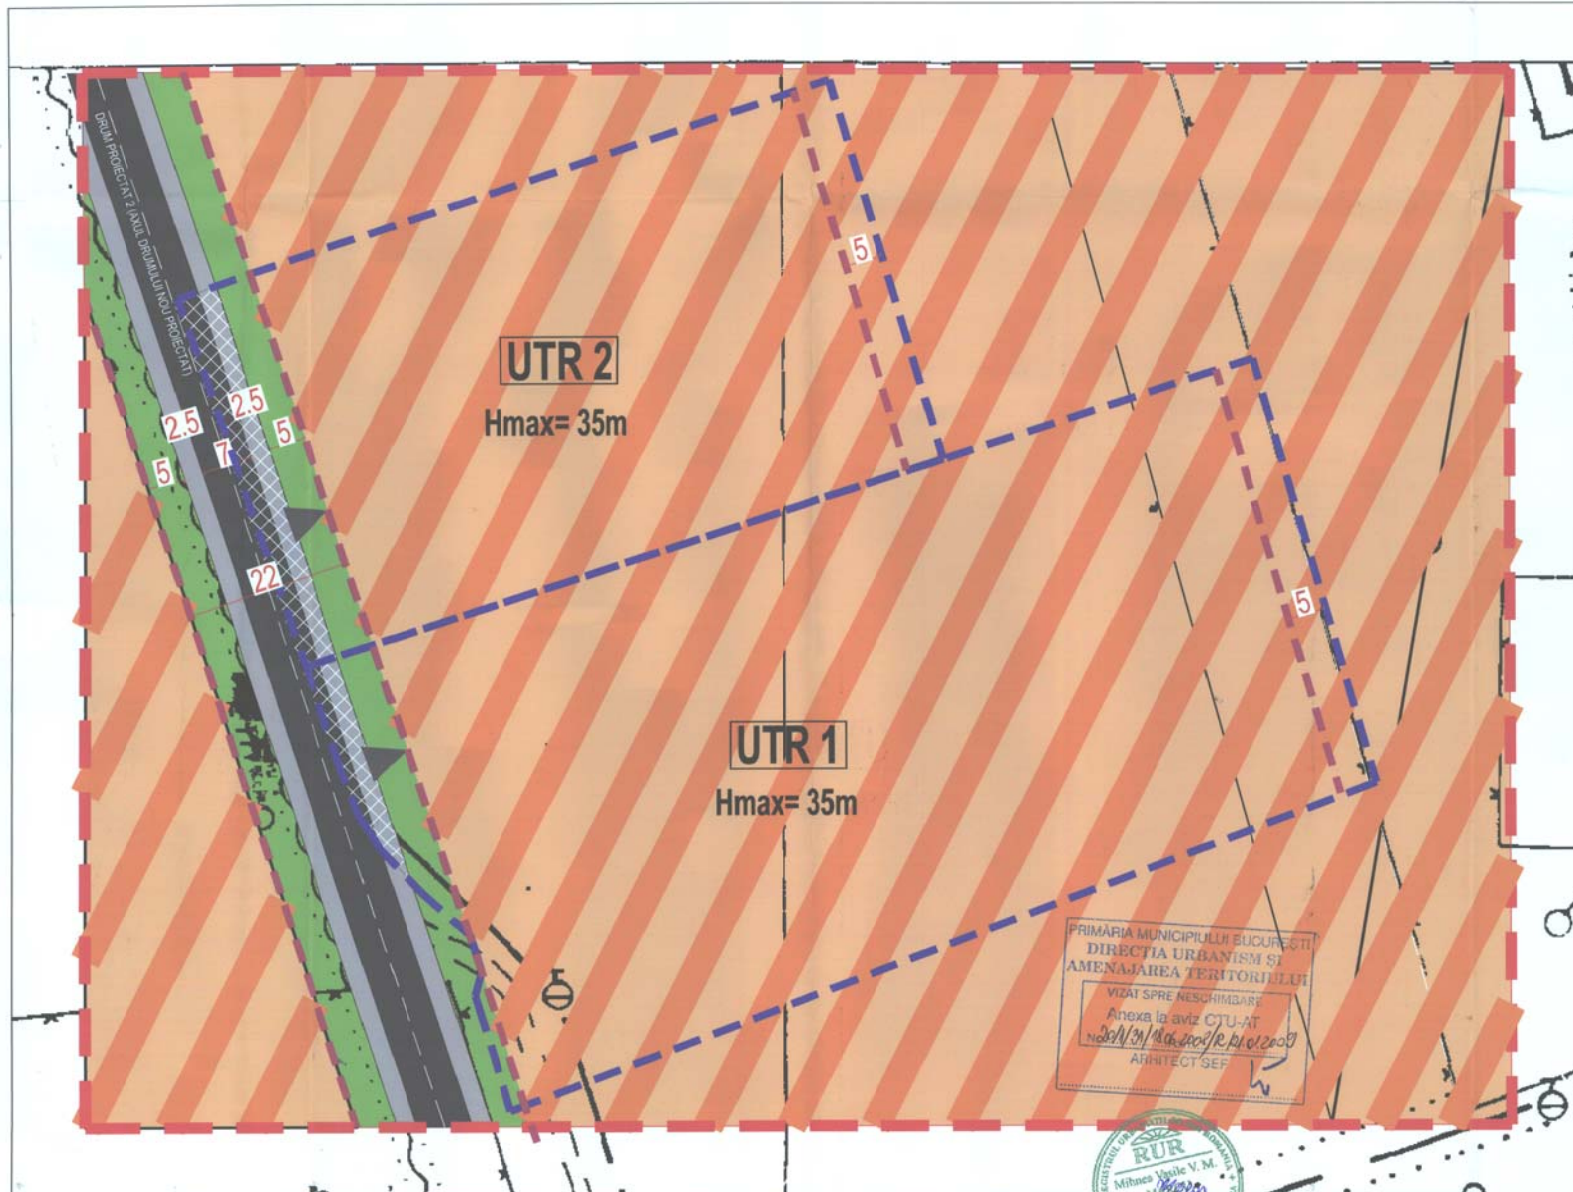 DRUM PROIECTAT 2 (AXUL DRUMULUI NOU PROIECTAT)
5
UTR 2
Hmax= 35m
2.5
2.5
5
7
5
22
5
UTR 1
Hmax= 35m
PRIMĂRIA MUNICIPIULUI BUCUREȘTI
DIRECȚIA URBANISM ȘI
AMENAJAREA TERITORIULUI
VIZAT SPRE NESCHIMBARE
Anexa la aviz CTU-AT
ARHITECT ȘEF
RUR
Mihnea Vasile V. M.